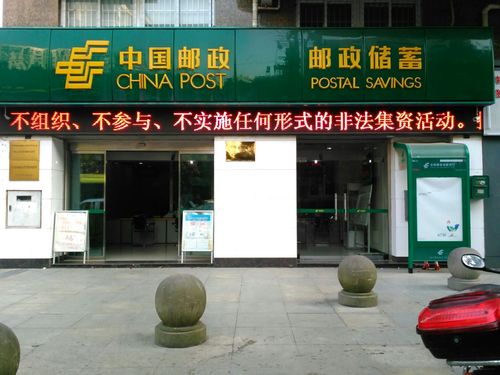 中国邮政 邮政储蓄
CHINA POST POSTAL SAVINGS
不组织、不参与、不实施任何形式的非法集资活动。